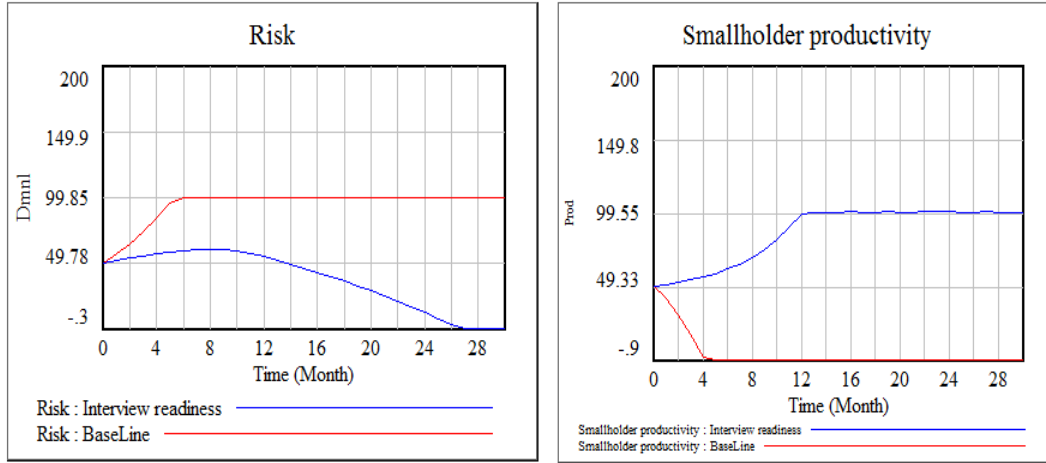 Risk
200
149.9
99.85
49.78
-.3
Dmnl
0 4 8 12 16 20 24 28
Time (Month)
Risk : Interview readiness
Risk : BaseLine
Smallholder productivity
200
149.8
99.55
49.33
-.9
Prod
0 4 8 12 16 20 24 28
Time (Month)
Smallholder productivity : Interview readiness
Smallholder productivity : BaseLine